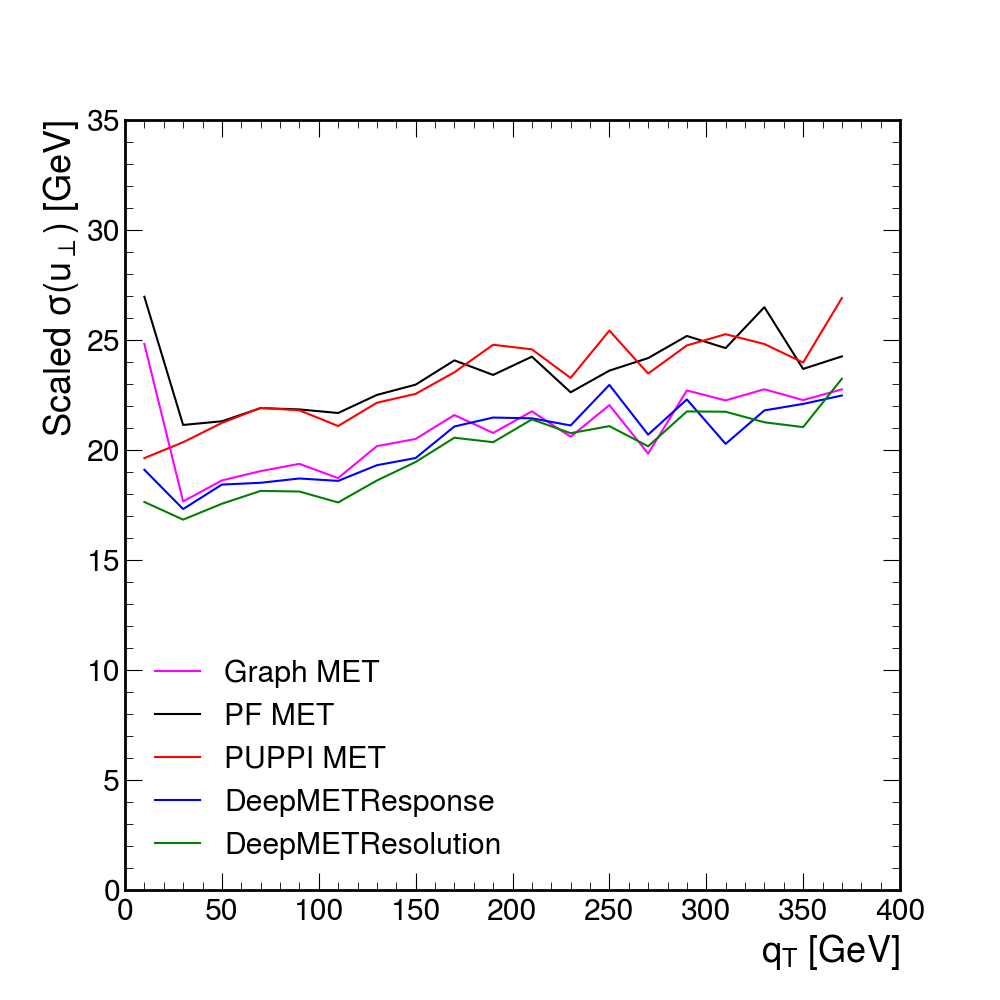 Scaled σ(u⊥) [GeV]
35
30
25
20
15
10
5
0
Graph MET
PF MET
PUPPI MET
DeepMETResponse
DeepMETResolution
0 50 100 150 200 250 300 350 400
qT [GeV]